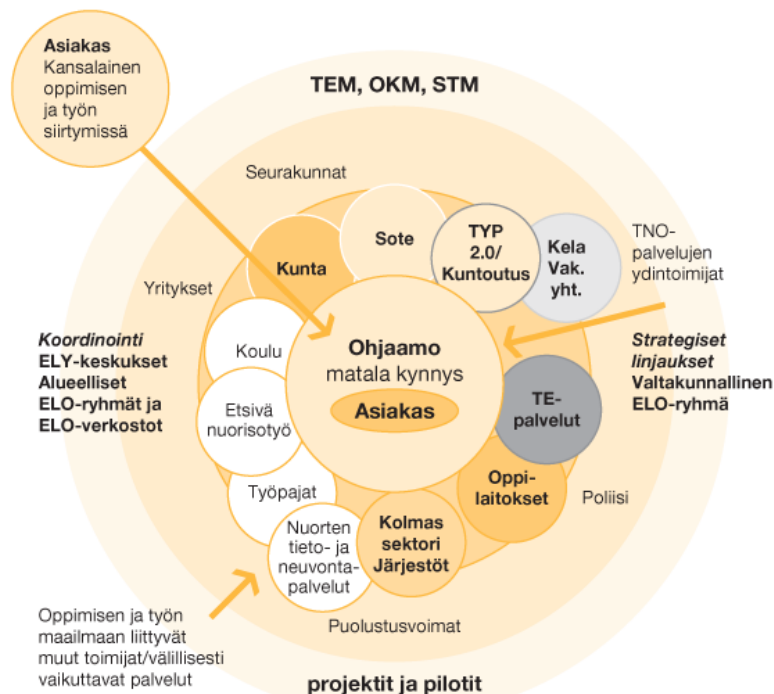 Asiakas
Kansalainen
oppimisen
ja työn
siirtymissä
TEM, OKM, STM
Seurakunnat
Sote
TYP
2.0/
Kuntoutus
Kela
Vak.
yht.
TNO-
palvelujen
ydintoimijat
Kunta
Yritykset
Koordinointi
ELY-keskukset
Alueelliset
ELO-ryhmät ja
ELO-verkostot
Koulu
Ohjaamo
matala kynnys
Asiakas
Strategiset
linjaukset
Valtakunnallinen
ELO-ryhmä
Etsivä
nuorisotyö
TE-
palvelut
Työpajat
Oppi-
laitokset
Poliisi
Nuorten
tieto- ja
neuvonta-
palvelut
Kolmas
sektori
Järjestöt
Oppimisen ja työn
maailmaan liittyvät
muut toimijat/välillisesti
vaikuttavat palvelut
Puolustusvoimat
projektit ja pilotit